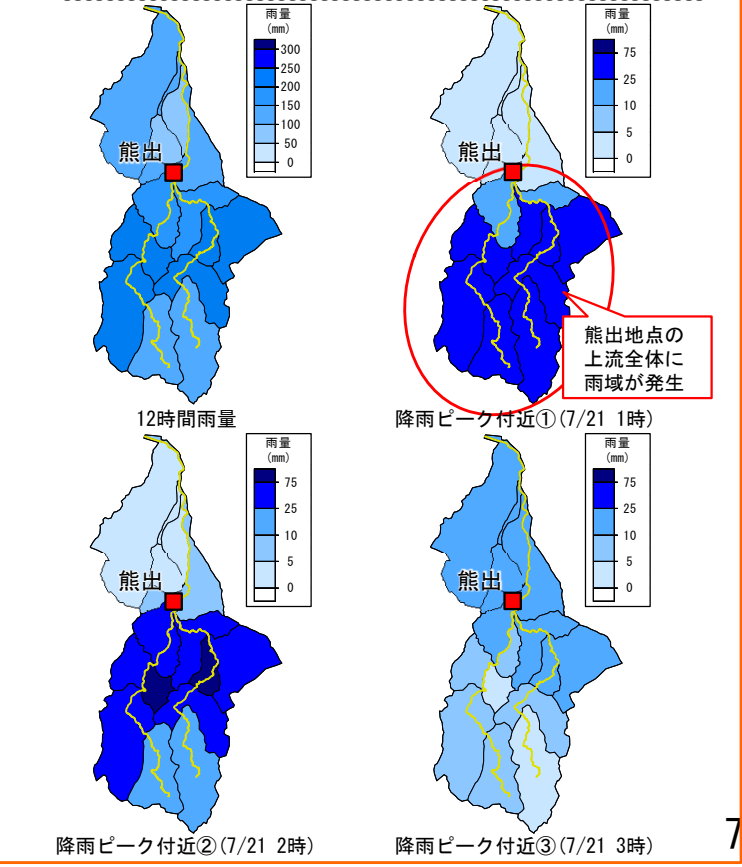 雨量
(mm)
300
250
200
150
100
50
0
熊出
12時間雨量
雨量
(mm)
75
25
10
5
0
熊出
熊出地点の
上流全体に
雨域が発生
降雨ピーク付近①(7/21 1時)
雨量
(mm)
75
25
10
5
0
熊出
降雨ピーク付近②(7/21 2時)
雨量
(mm)
75
25
10
5
0
熊出
降雨ピーク付近③(7/21 3時)
7